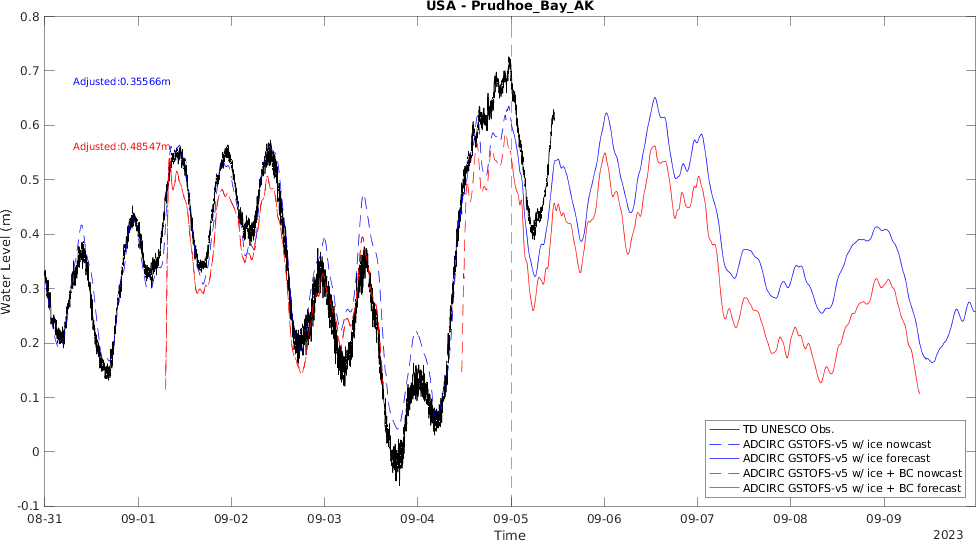 USA - Prudhoe_Bay_AK
0.8
0.7
Adjusted:0.35566m
0.6
Adjusted:0.48547m
0.5
0.4
Water Level (m)
0.3
0.2
0.1
0
-0.1
TD UNESCO Obs.
ADCIRC GSTOFS-v5 w/ ice nowcast
ADCIRC GSTOFS-v5 w/ ice forecast
ADCIRC GSTOFS-v5 w/ ice + BC nowcast
ADCIRC GSTOFS-v5 w/ ice + BC forecast
08-31 09-01 09-02 09-03 09-04 09-05 09-06 09-07 09-08 09-09
Time
2023